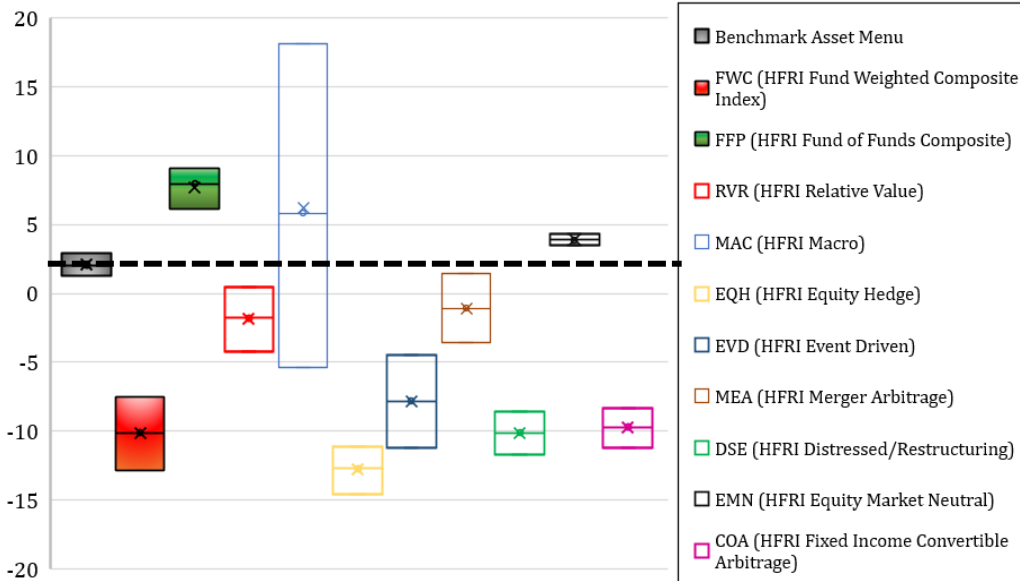 20
15
10
5
0
-5
-10
-15
-20
Benchmark Asset Menu
FWC (HFRI Fund Weighted Composite
Index)
FFP (HFRI Fund of Funds Composite)
RVR (HFRI Relative Value)
MAC (HFRI Macro)
EQH (HFRI Equity Hedge)
EVD (HFRI Event Driven)
MEA (HFRI Merger Arbitrage)
DSE (HFRI Distressed/Restructuring)
EMN (HFRI Equity Market Neutral)
COA (HFRI Fixed Income Convertible
Arbitrage)